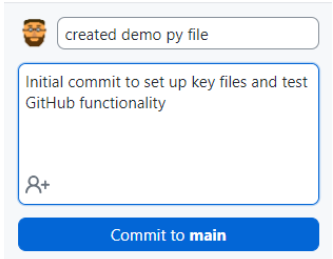 created demo py file
Initial commit to set up key files and test
GitHub functionality
Commit to main